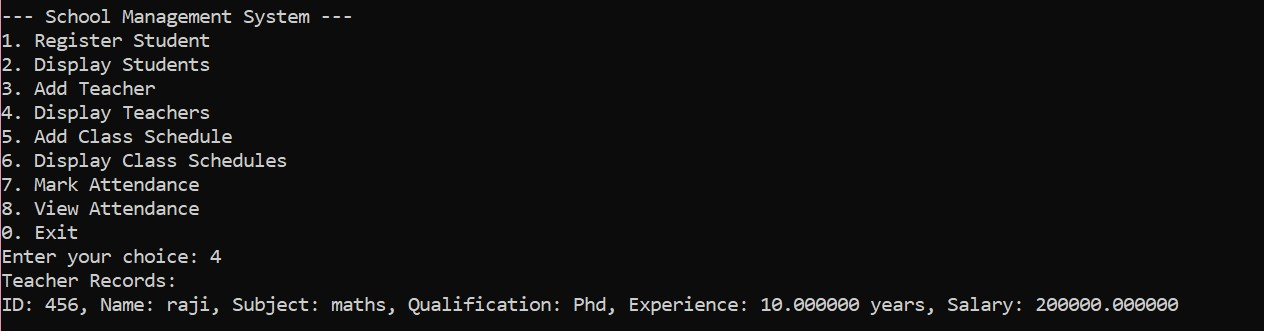 --- School Management System ---
1. Register Student
2. Display Students
3. Add Teacher
4. Display Teachers
5. Add Class Schedule
6. Display Class Schedules
7. Mark Attendance
8. View Attendance
0. Exit
Enter your choice: 4
Teacher Records:
ID: 456, Name: raji, Subject: maths, Qualification: Phd, Experience: 10.000000 years, Salary: 200000.000000